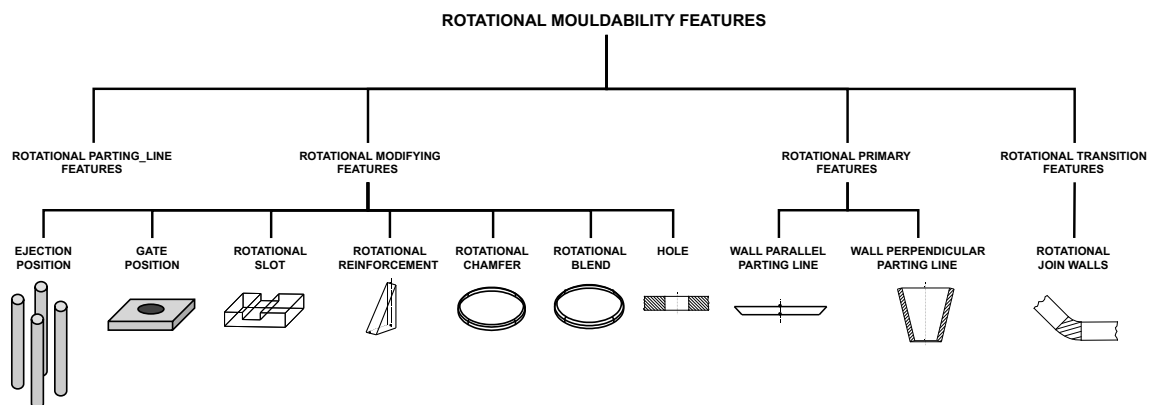 ROTATIONAL MOULDABILITY FEATURES
ROTATIONAL PARTING_LINE
FEATURES
ROTATIONAL MODIFYING
FEATURES
ROTATIONAL PRIMARY
FEATURES
ROTATIONAL TRANSITION
FEATURES
EJECTION
POSITION
GATE
POSITION
ROTATIONAL
SLOT
ROTATIONAL
REINFORCEMENT
ROTATIONAL
CHAMFER
ROTATIONAL
BLEND
HOLE
WALL PARALLEL
PARTING LINE
WALL PERPENDICULAR
PARTING LINE
ROTATIONAL
JOIN WALLS